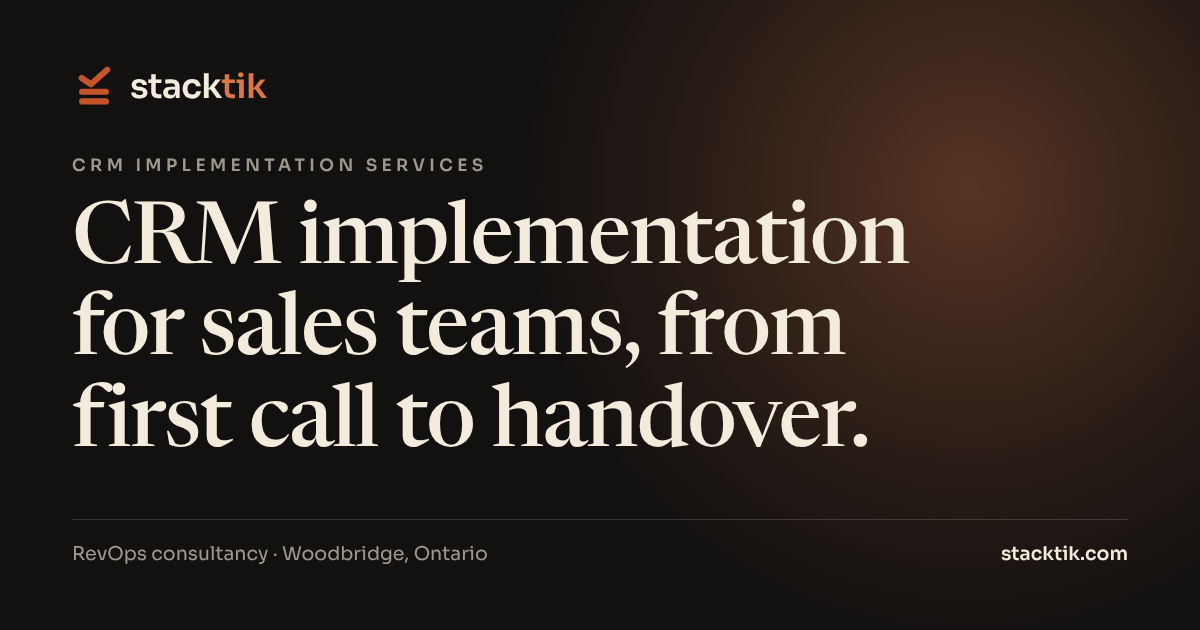 stacktik
CRM IMPLEMENTATION SERVICES
CRM implementation
for sales teams, from
first call to handover.
RevOps consultancy · Woodbridge, Ontario
stacktik.com